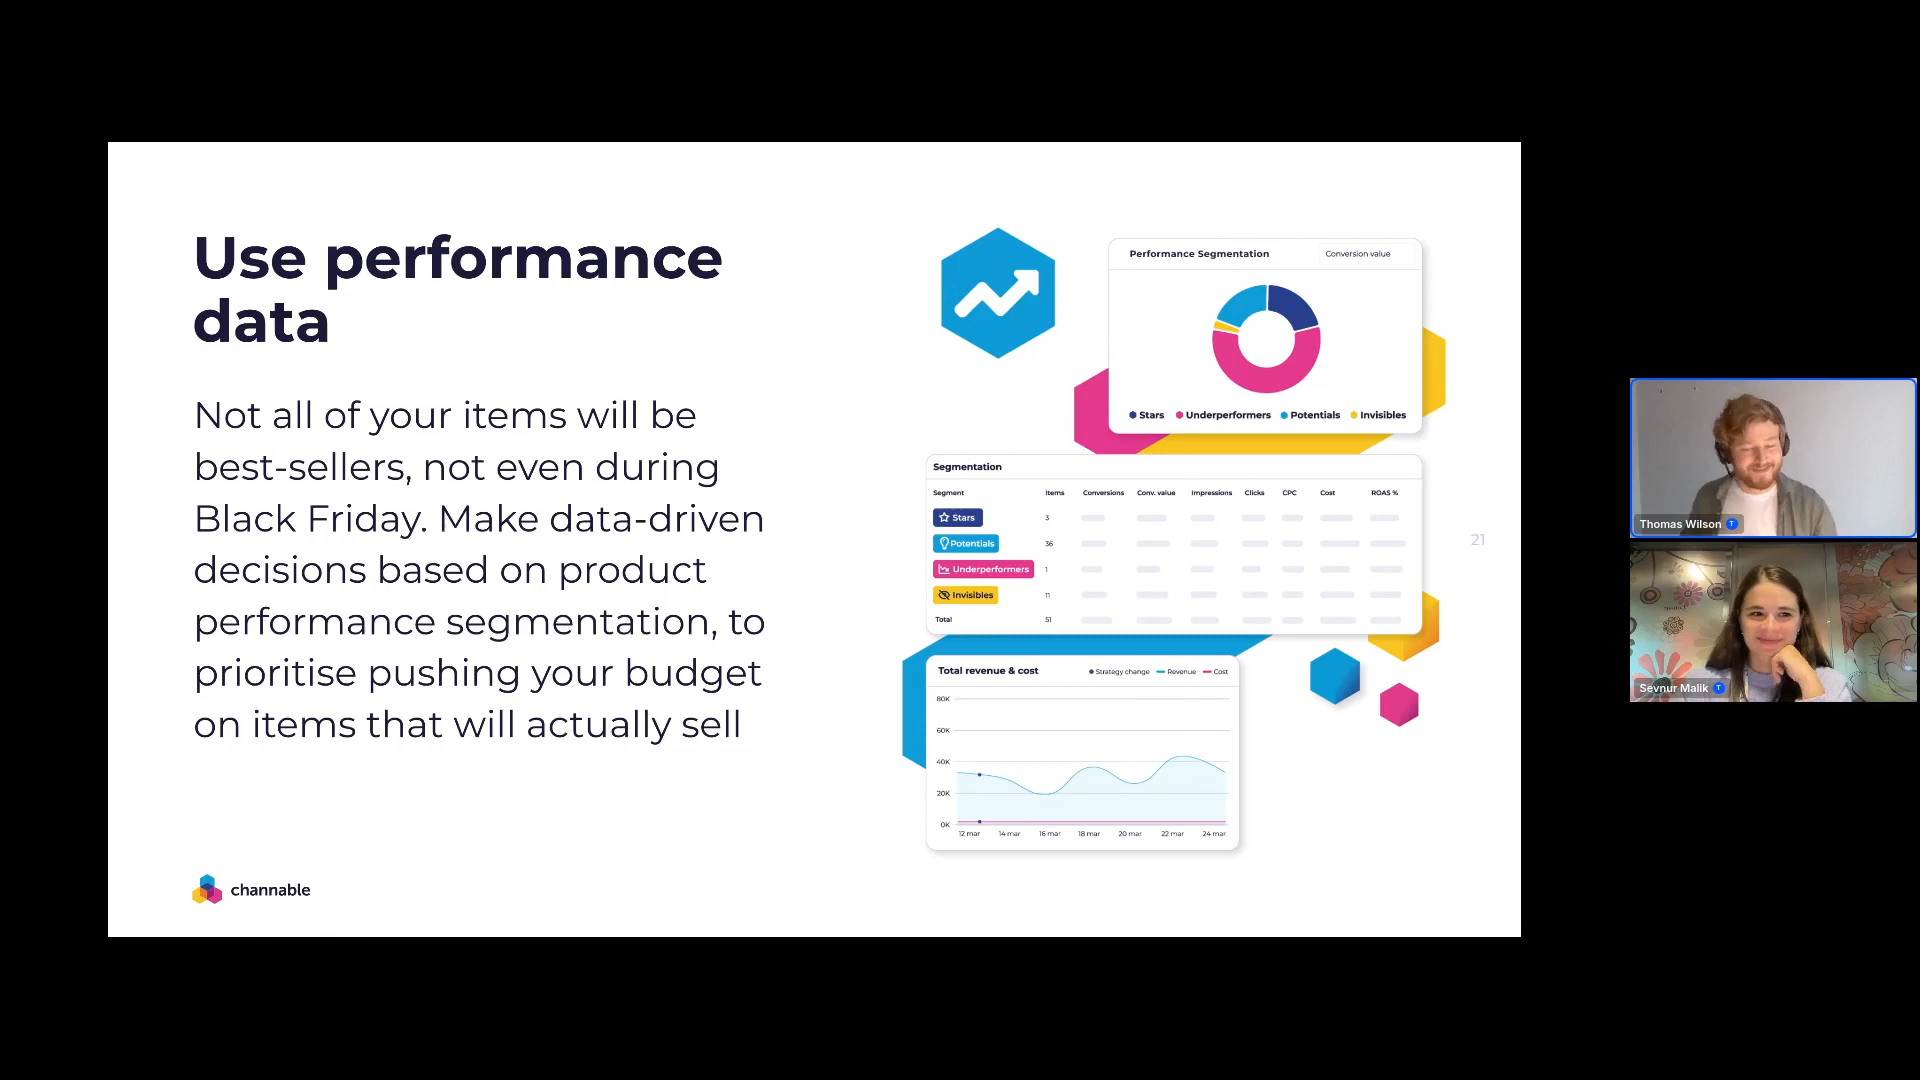 Use performance
data
Not all of your items will be
best-sellers, not even during
Black Friday. Make data-driven
decisions based on product
performance segmentation, to
prioritise pushing your budget
on items that will actually sell
channable
Performance Segmentation Conversion value
Stars Underperformers Potentials Invisibles
Segmentation
Segment Items Conversions Conv. value Impressions Clicks CPC Cost ROAS %
Stars 3
Potentials 36
Underperformers 1
Invisibles 11
Total 51
Total revenue & cost Strategy change Revenue Cost
80K
60K
40K
20K
0K
12 mar 14 mar 16 mar 18 mar 20 mar 22 mar 24 mar
21
Thomas Wilson T
Sevnur Malik T